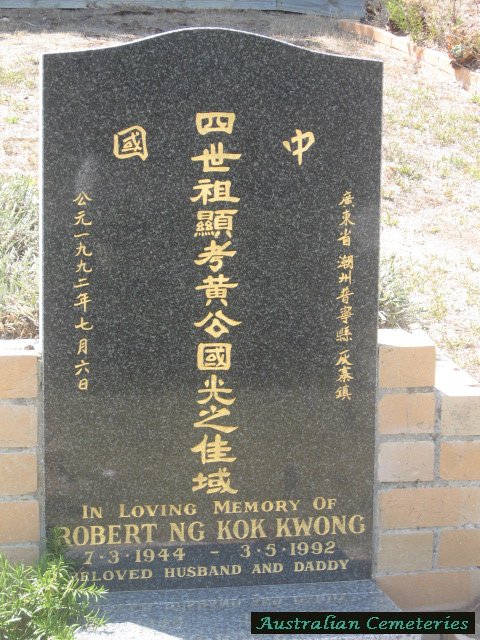 中
國
廣東省 潮州 普寧縣 灰寨鎮
四世祖顯考黃公國光之佳域
公元一九九二年七月六日
IN LOVING MEMORY OF
ROBERT NG KOK KWONG
7-3-1944 - 3-5-1992
BELOVED HUSBAND AND DADDY
Australian Cemeteries